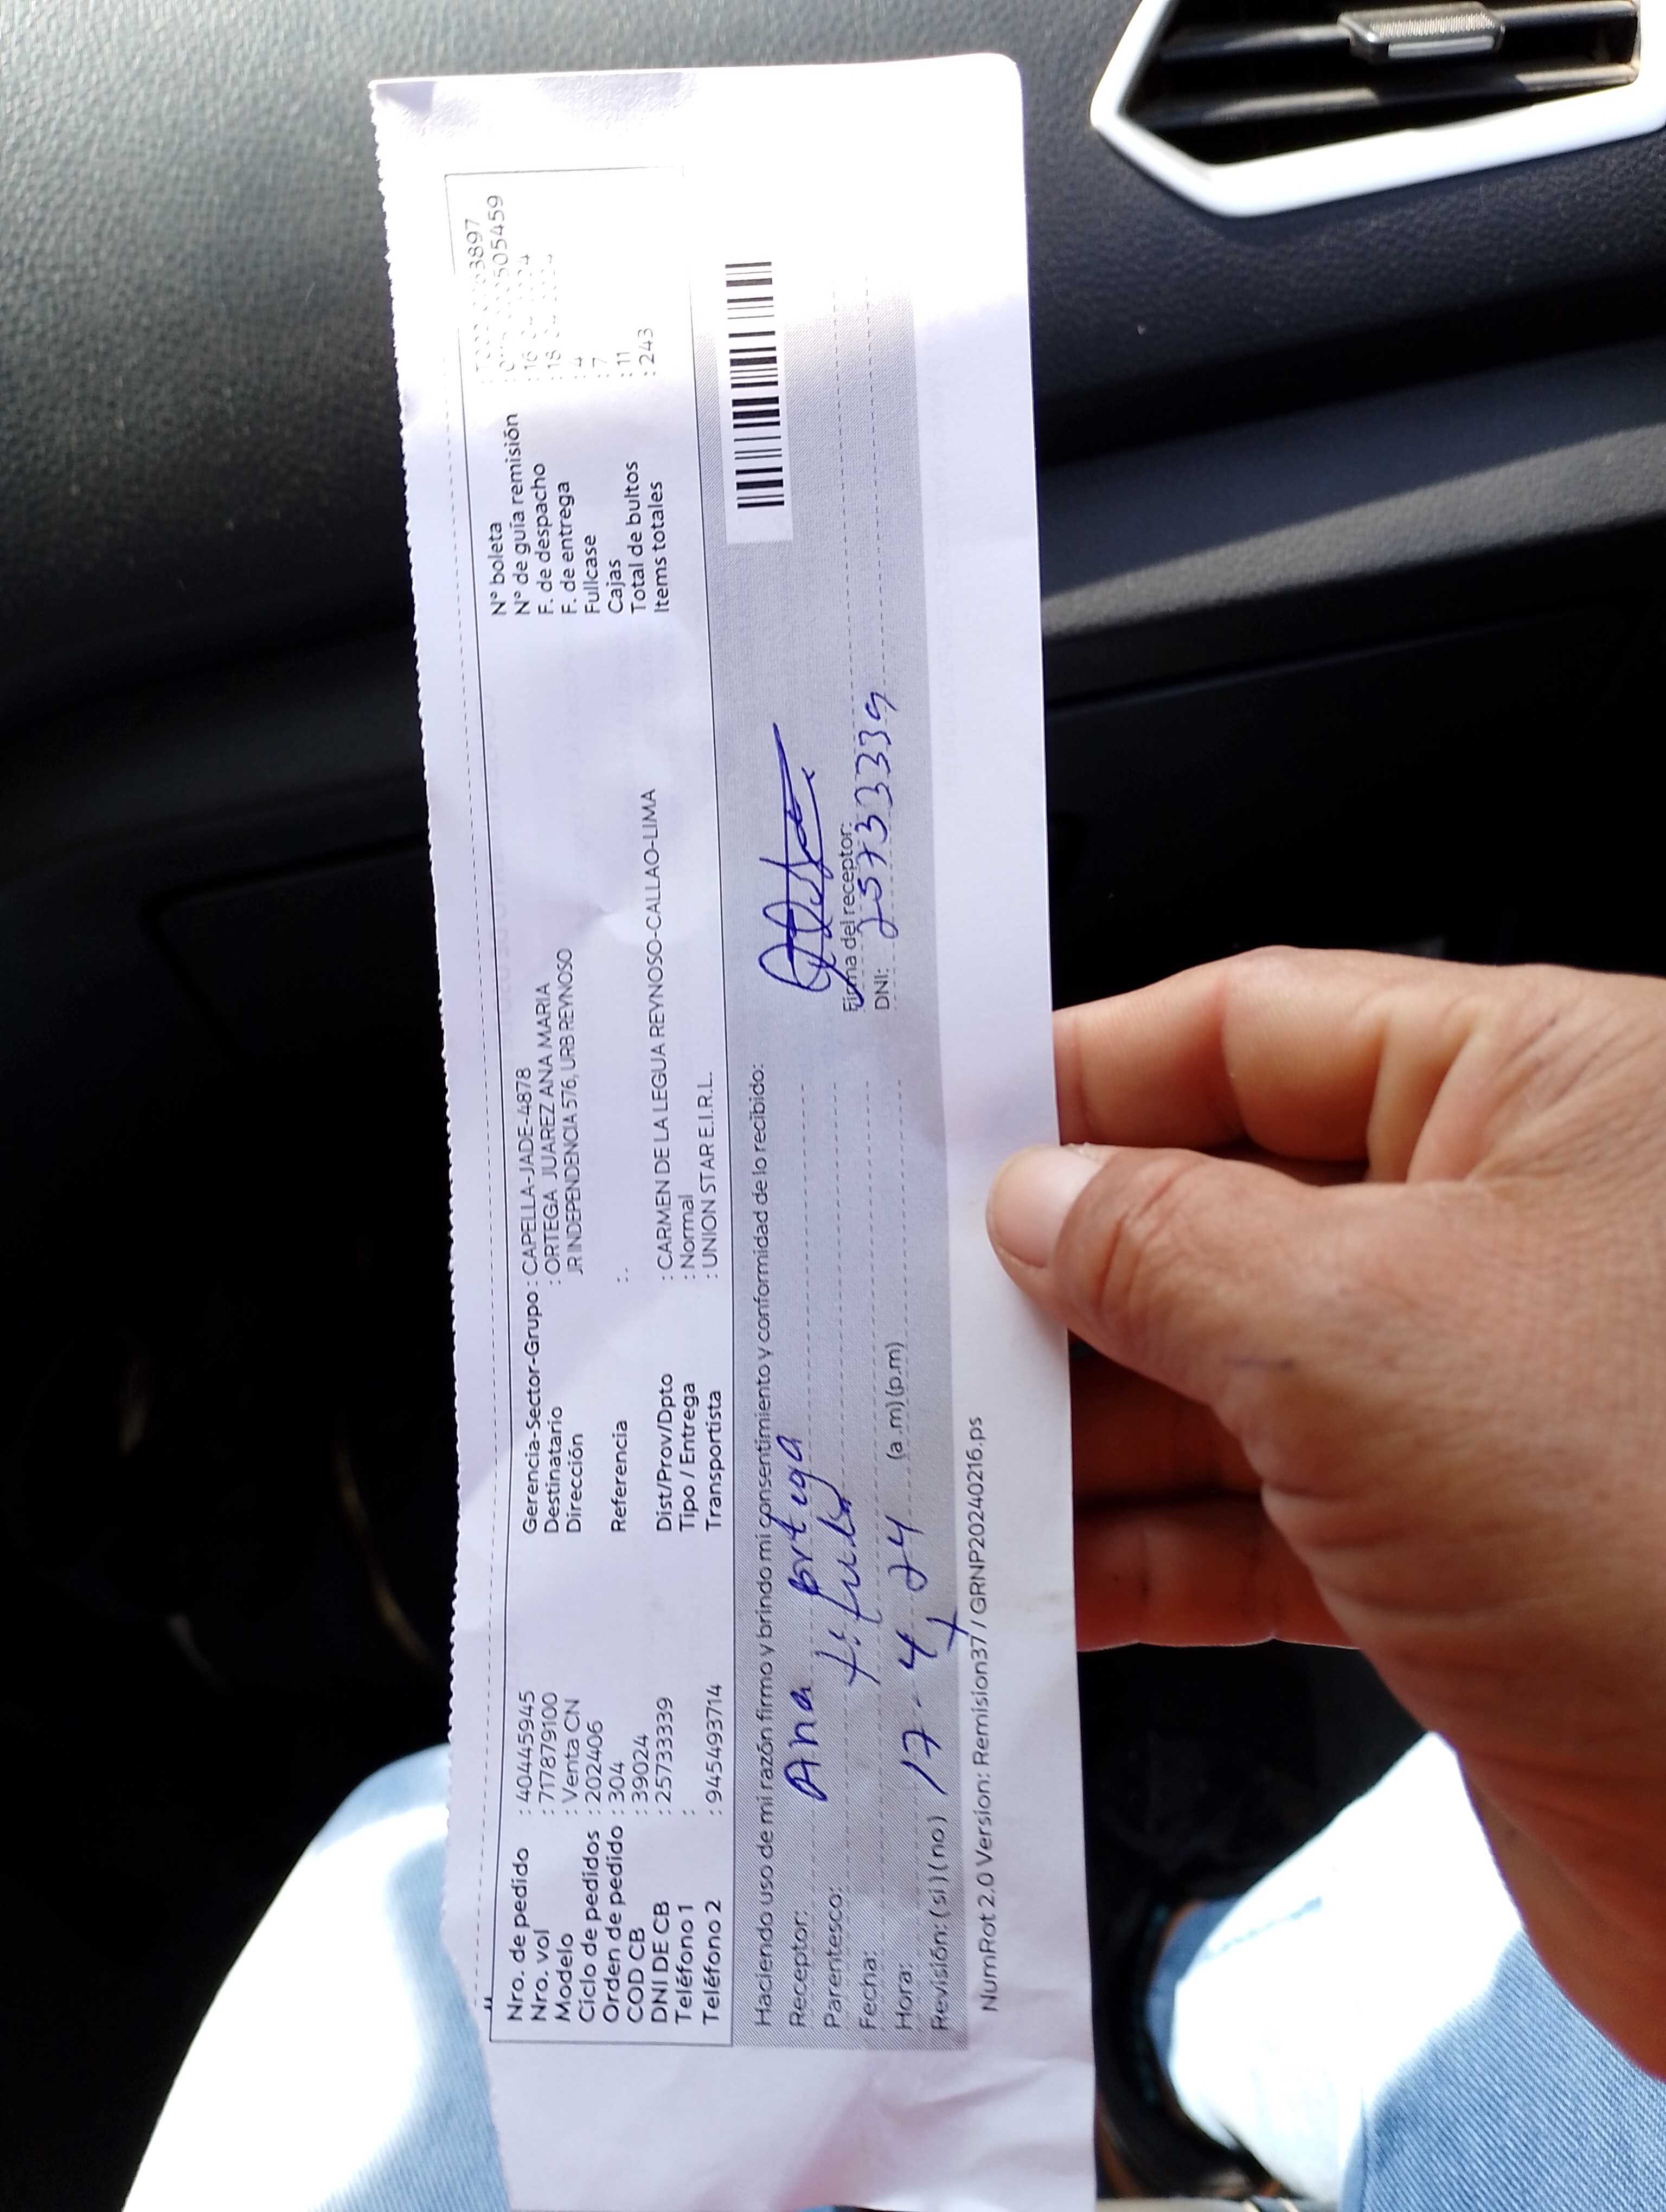 Nro. de pedido : 40445945
Nro. vol : 717879100
Modelo : Venta CN
Ciclo de pedidos : 202406
Orden de pedido : 304
COD CB : 39024
DNI DE CB : 25733339
Teléfono 1 :
Teléfono 2 : 945493714
Gerencia-Sector-Grupo : CAPELLA-JADE-4878
Destinatario : ORTEGA JUAREZ ANA MARIA
Dirección JR INDEPENDENCIA 576, URB REYNOSO
Referencia : .
Dist/Prov/Dpto : CARMEN DE LA LEGUA REYNOSO-CALLAO-LIMA
Tipo / Entrega : Normal
Transportista : UNION STAR E.I.R.L.
N° boleta
N° de guía remisión
F. de despacho
F. de entrega
Fullcase : 4
Cajas : 7
Total de bultos : 11
Items totales : 243
Haciendo uso de mi razón firmo y brindo mi consentimiento y conformidad de lo recibido:
Receptor: Ana ortega
Parentesco:
Fecha: 17-4 24
Hora: (a.m)(p.m)
Revisión: (si)(no)
Firma del receptor:
DNI: 25733339
NumRot 2.0 Version: Remision37 / GRNP20240216.ps